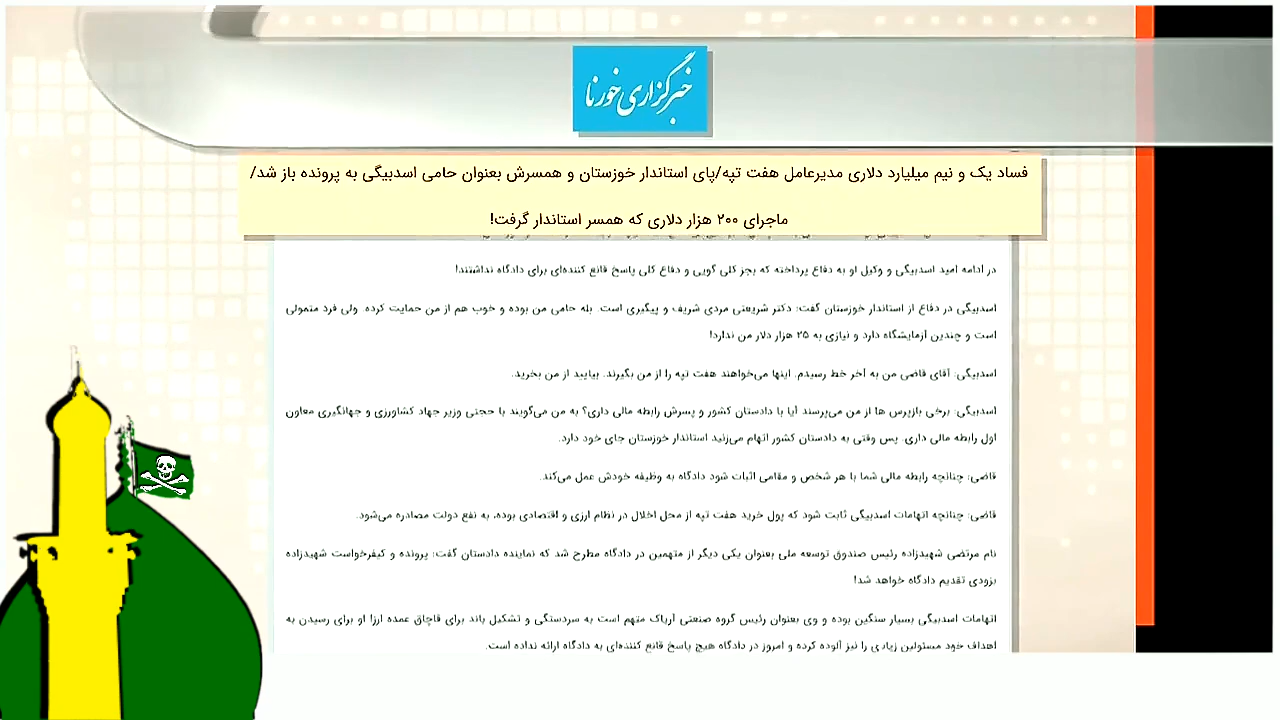 خبرگزاری خورنا
فساد یک و نیم میلیارد دلاری مدیرعامل هفت تپه/پای استاندار خوزستان و همسرش بعنوان حامی اسدبیگی به پرونده باز شد/
ماجرای ۲۰۰ هزار دلاری که همسر استاندار گرفت!
در ادامه امید اسدبیگی و وکیل او به دفاع پرداخته که بجز کلی گویی و دفاع کلی پاسخ قانع کننده‌ای برای دادگاه نداشتند!
اسدبیگی در دفاع از استاندار خوزستان گفت: دکتر شریعتی مردی شریف و پیگیری است. بله حامی من بوده و خوب هم از من حمایت کرده. ولی فرد متمولی
است و چندین آزمایشگاه دارد و نیازی به ۲۵ هزار دلار من ندارد!
اسدبیگی: آقای قاضی من به آخر خط رسیدم. اینها می‌خواهند هفت تپه را از من بگیرند. بیایید از من بخرید.
اسدبیگی: برخی بازپرس ها از من می‌پرسند آیا با دادستان کشور و پسرش رابطه مالی داری؟ به من می‌گویند با حجتی وزیر جهاد کشاورزی و جهانگیری معاون
اول رابطه مالی داری. پس وقتی به دادستان کشور اتهام می‌زنید استاندار خوزستان جای خود دارد.
قاضی: چنانچه رابطه مالی شما با هر شخص و مقامی اثبات شود دادگاه به وظیفه خودش عمل می‌کند.
قاضی: چنانچه اتهامات اسدبیگی ثابت شود که پول خرید هفت تپه از محل اخلال در نظام ارزی و اقتصادی بوده، به نفع دولت مصادره می‌شود.
نام مرتضی شهیدزاده رئیس صندوق توسعه ملی بعنوان یکی دیگر از متهمین در دادگاه مطرح شد که نماینده دادستان گفت: پرونده و کیفرخواست شهیدزاده
بزودی تقدیم دادگاه خواهد شد!
اتهامات اسدبیگی بسیار سنگین بوده و وی بعنوان رئیس گروه صنعتی آریاک متهم است به سردستگی و تشکیل باند برای قاچاق عمده ارز! او برای رسیدن به
اهداف خود مسئولین زیادی را نیز آلوده کرده و امروز در دادگاه هیچ پاسخ قانع کننده‌ای به دادگاه ارائه نداده است.